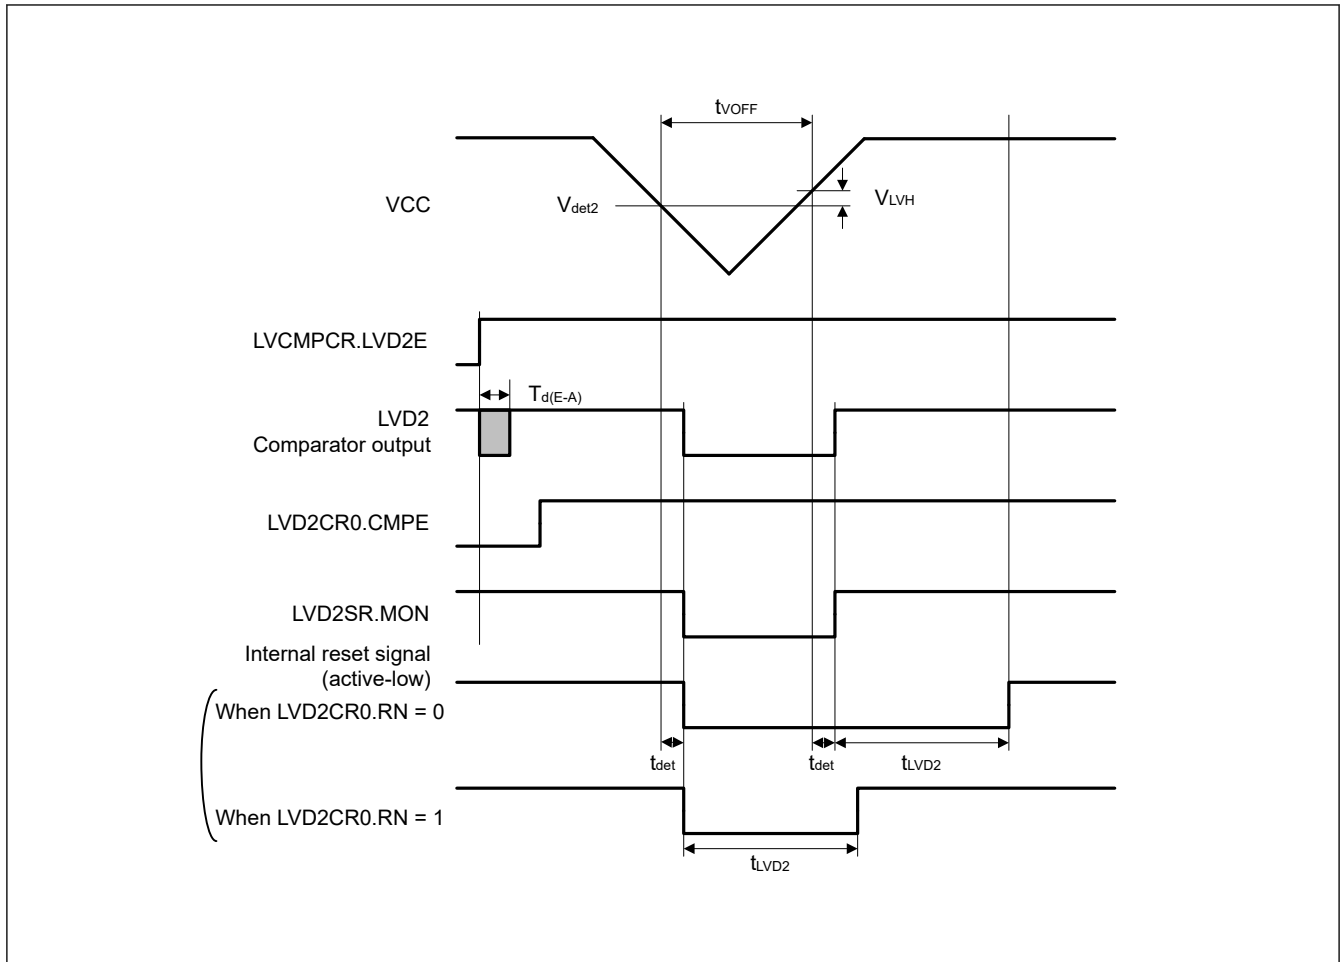 tVOFF
VCC
Vdet2
VLVH
LVCMPCR.LVD2E
Td(E-A)
LVD2
Comparator output
LVD2CR0.CMPE
LVD2SR.MON
Internal reset signal
(active-low)
When LVD2CR0.RN = 0
tdet
tdet
tLVD2
When LVD2CR0.RN = 1
tLVD2